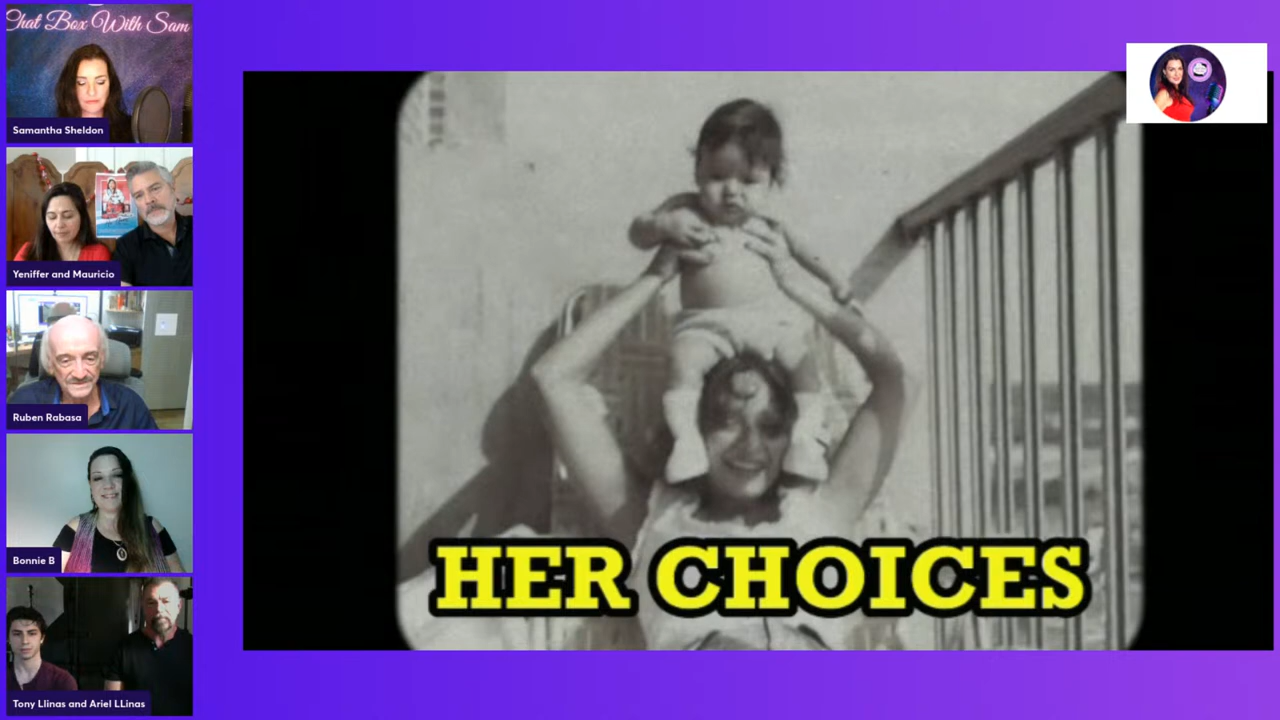 Chat Box With Sam
Samantha Sheldon
Yeniffer and Mauricio
Ruben Rabasa
Bonnie B
Tony Llinas and Ariel LLinas
HER CHOICES